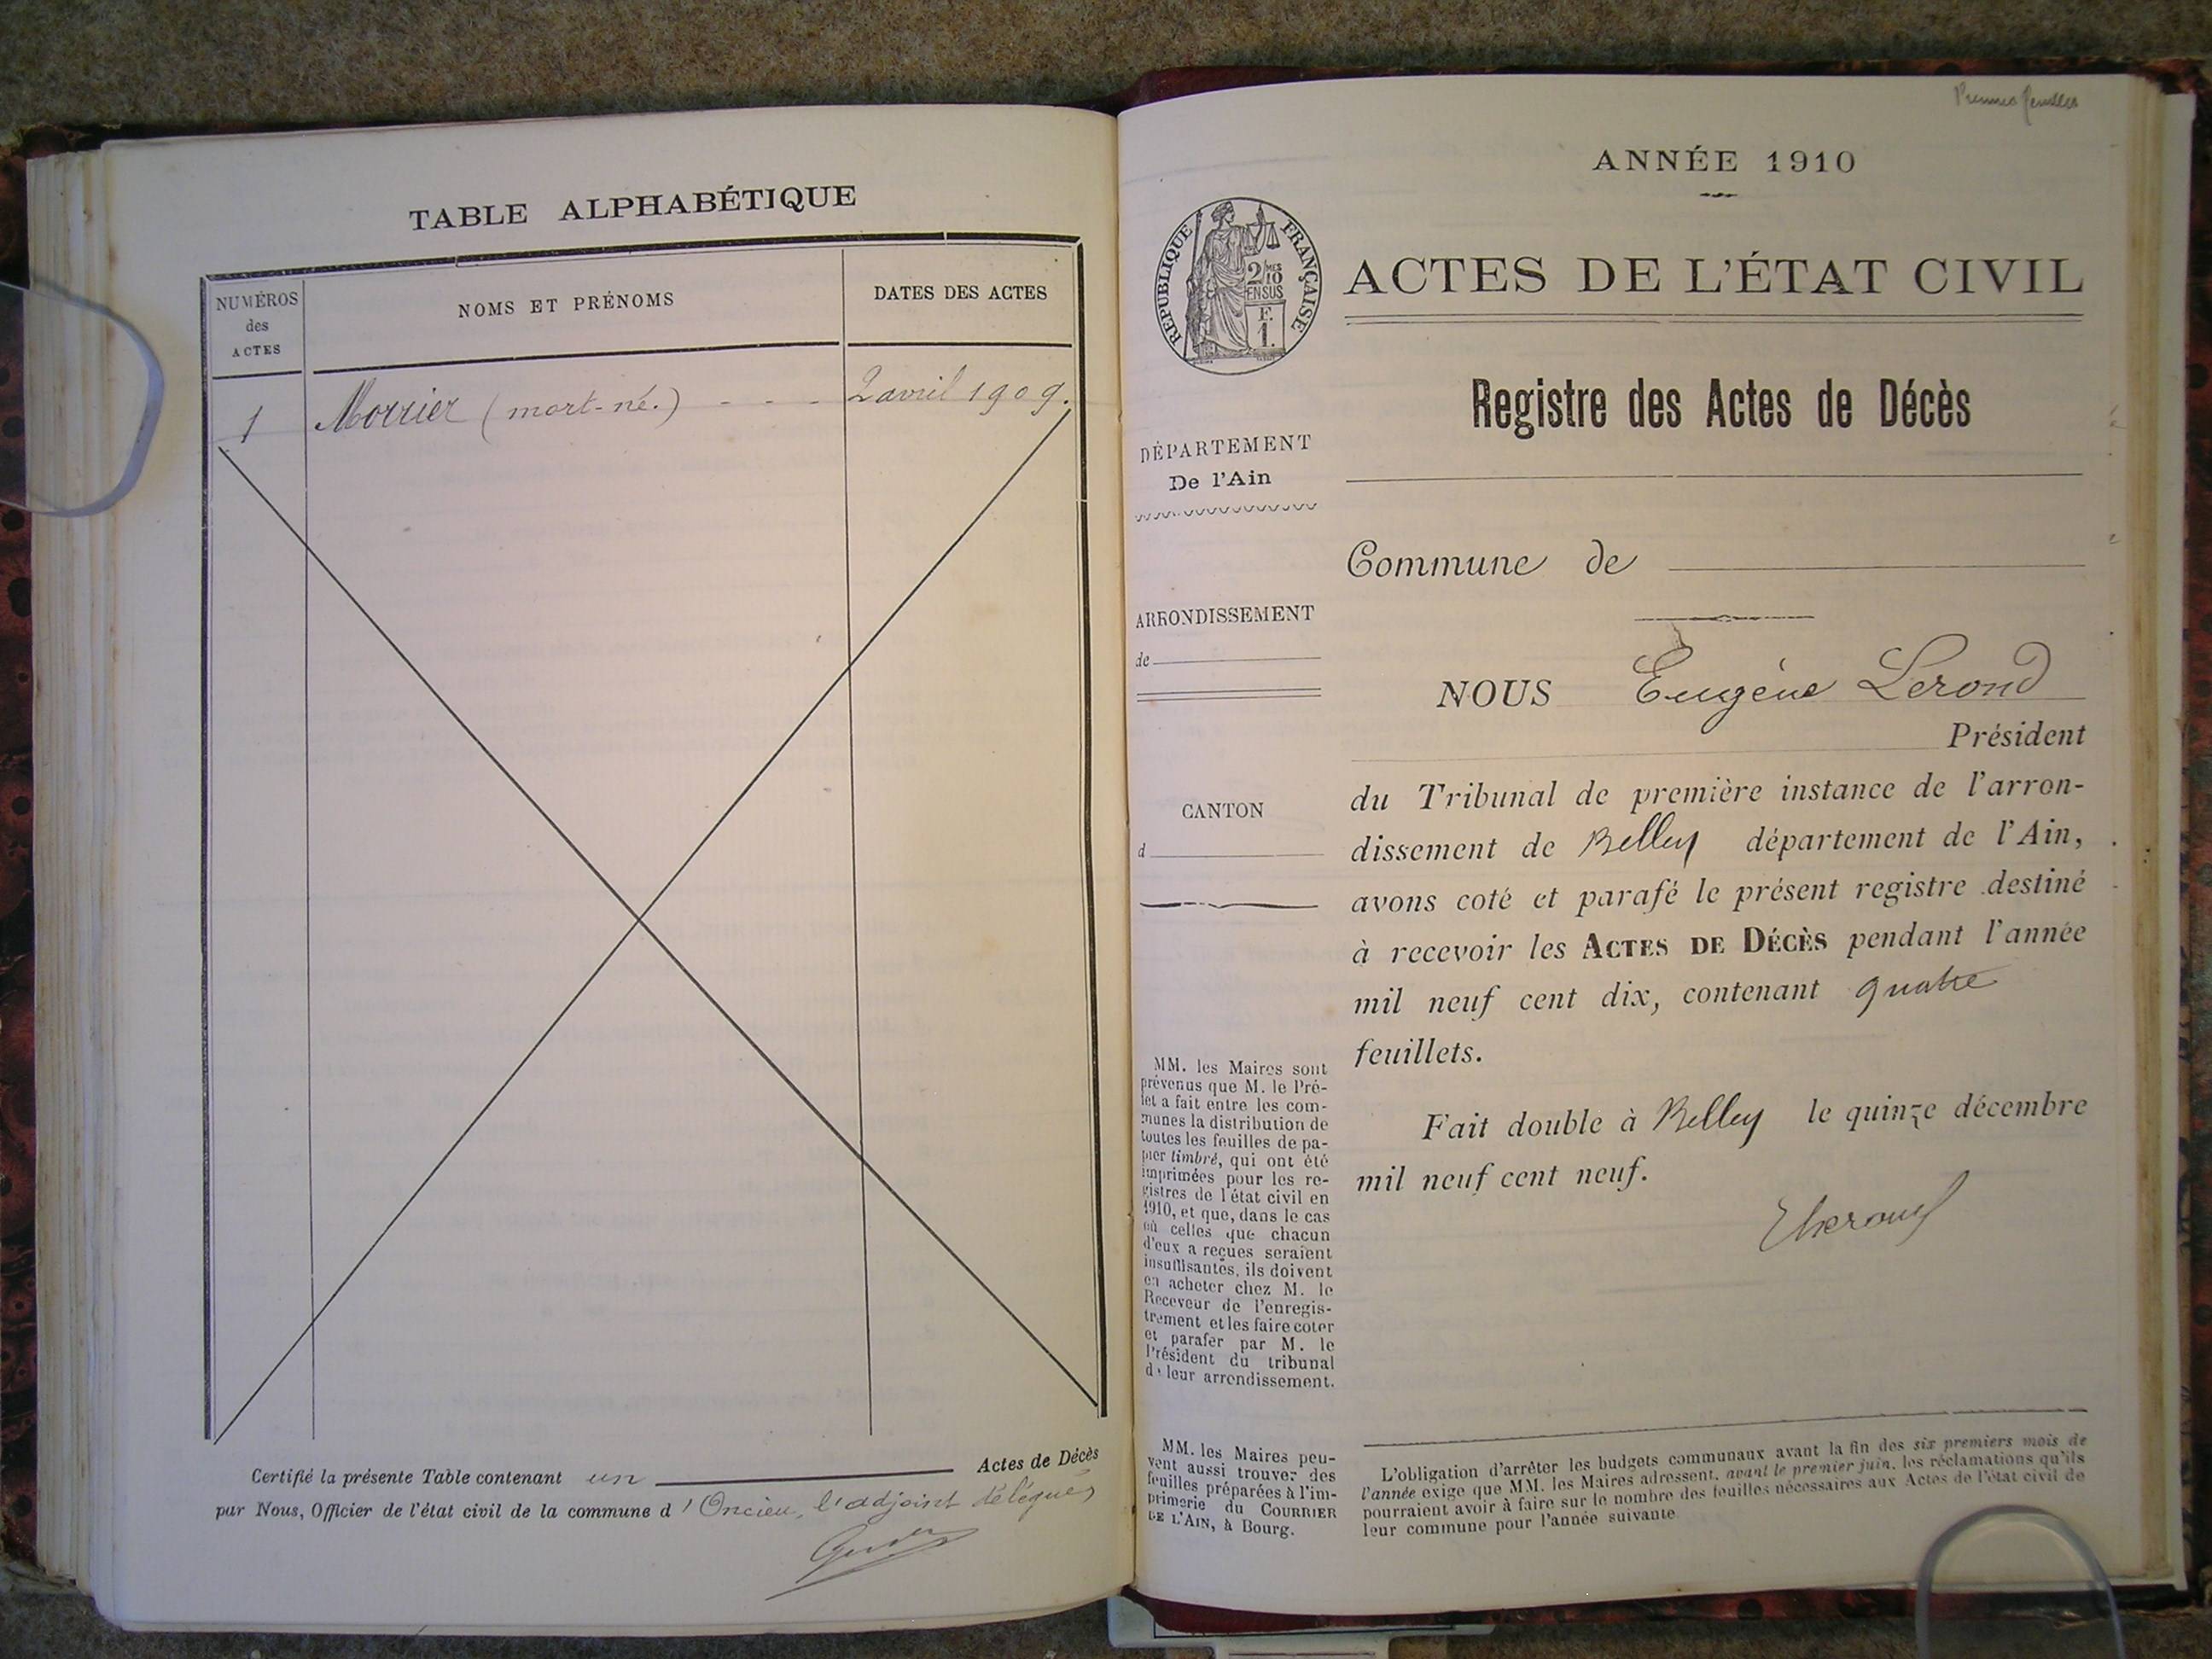 TABLE ALPHABÉTIQUE
NUMÉROS
des
ACTES
NOMS ET PRÉNOMS
DATES DES ACTES
1 Morrier (mort-né.) - - - 2 avril 1909.
Certifié la présente Table contenant un Actes de Décès
par Nous, Officier de l'état civil de la commune d'Oncieu, l'adjoint délégué
Premier feuillet
ANNÉE 1910
RÉPUBLIQUE FRANÇAISE
2/MES
10
EN SUS
F.
1.
ACTES DE L'ÉTAT CIVIL
Registre des Actes de Décès
DÉPARTEMENT
De l'Ain
Commune de
ARRONDISSEMENT
de
NOUS Eugène Lerond
Président
CANTON
d
du Tribunal de première instance de l'arron-
dissement de Belley département de l'Ain,
avons coté et parafé le présent registre destiné
à recevoir les ACTES DE DÉCÈS pendant l'année
mil neuf cent dix, contenant quatre
feuillets.
Fait double à Belley le quinze décembre
mil neuf cent neuf.
MM. les Maires sont
prévenus que M. le Pré-
fet a fait entre les com-
munes la distribution de
toutes les feuilles de pa-
pier timbré, qui ont été
imprimées pour les re-
gistres de l'état civil en
1910, et que, dans le cas
où celles que chacun
d'eux a reçues seraient
insuffisantes, ils doivent
en acheter chez M. le
Receveur de l'enregis-
trement et les faire coter
et parafer par M. le
Président du tribunal
de leur arrondissement.
MM. les Maires peu-
vent aussi trouver des
feuilles préparées à l'im-
primerie du COURRIER
DE L'AIN, à Bourg.
L'obligation d'arrêter les budgets communaux avant la fin des six premiers mois de
l'année exige que MM. les Maires adressent, avant le premier juin, les réclamations qu'ils
pourraient avoir à faire sur le nombre des feuilles nécessaires aux Actes de l'état civil de
leur commune pour l'année suivante